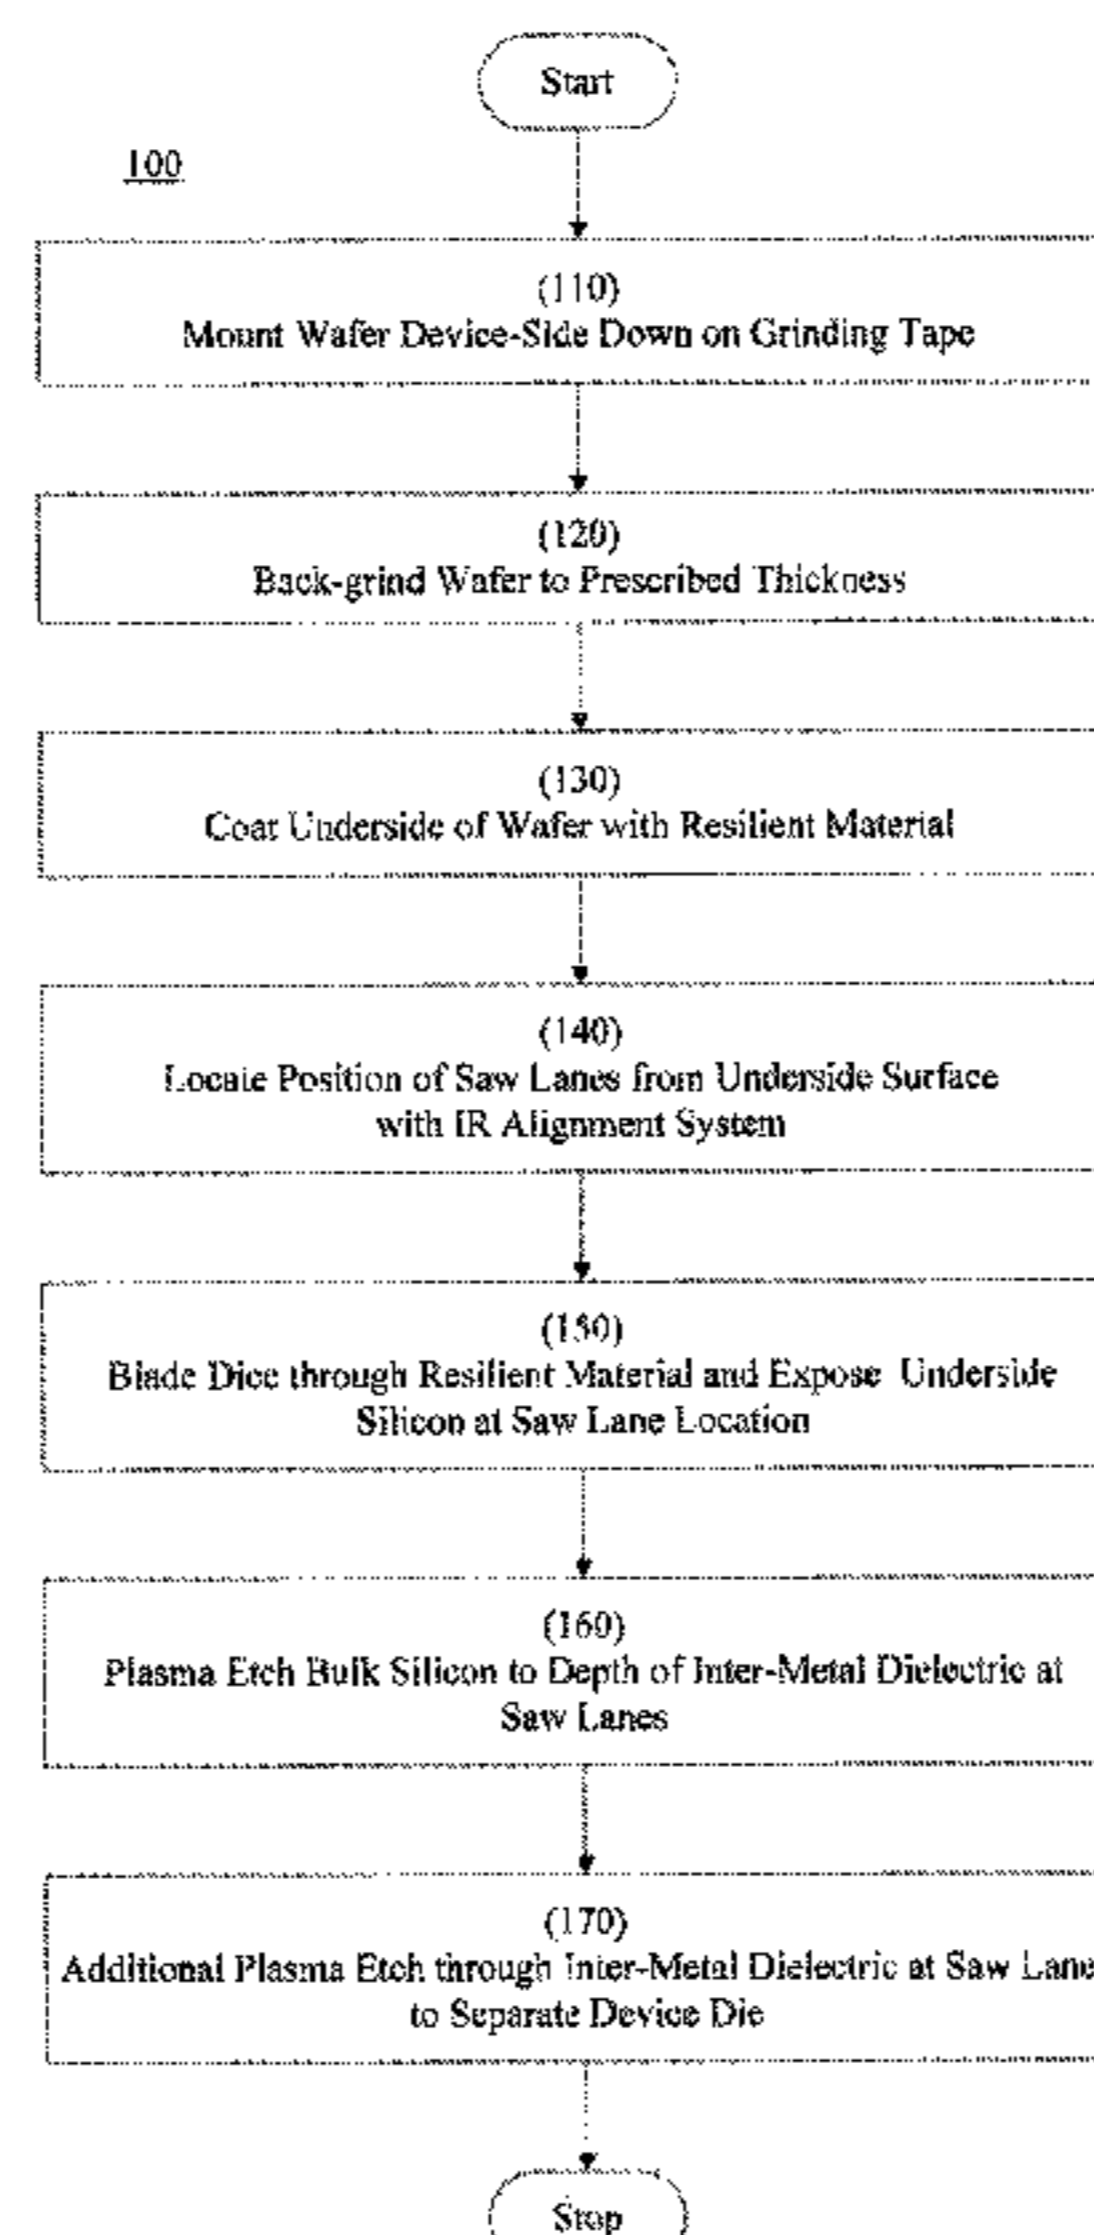 Start
100
(110)
Mount Wafer Device-Side Down on Grinding Tape
(120)
Back-grind Wafer to Prescribed Thickness
(130)
Coat Underside of Wafer with Resilient Material
(140)
Locate Position of Saw Lanes from Underside Surface
with IR Alignment System
(150)
Blade Dice through Resilient Material and Expose Underside
Silicon at Saw Lane Location
(160)
Plasma Etch Bulk Silicon to Depth of Inter-Metal Dielectric at
Saw Lanes
(170)
Additional Plasma Etch through Inter-Metal Dielectric at Saw Lane
to Separate Device Die
Stop